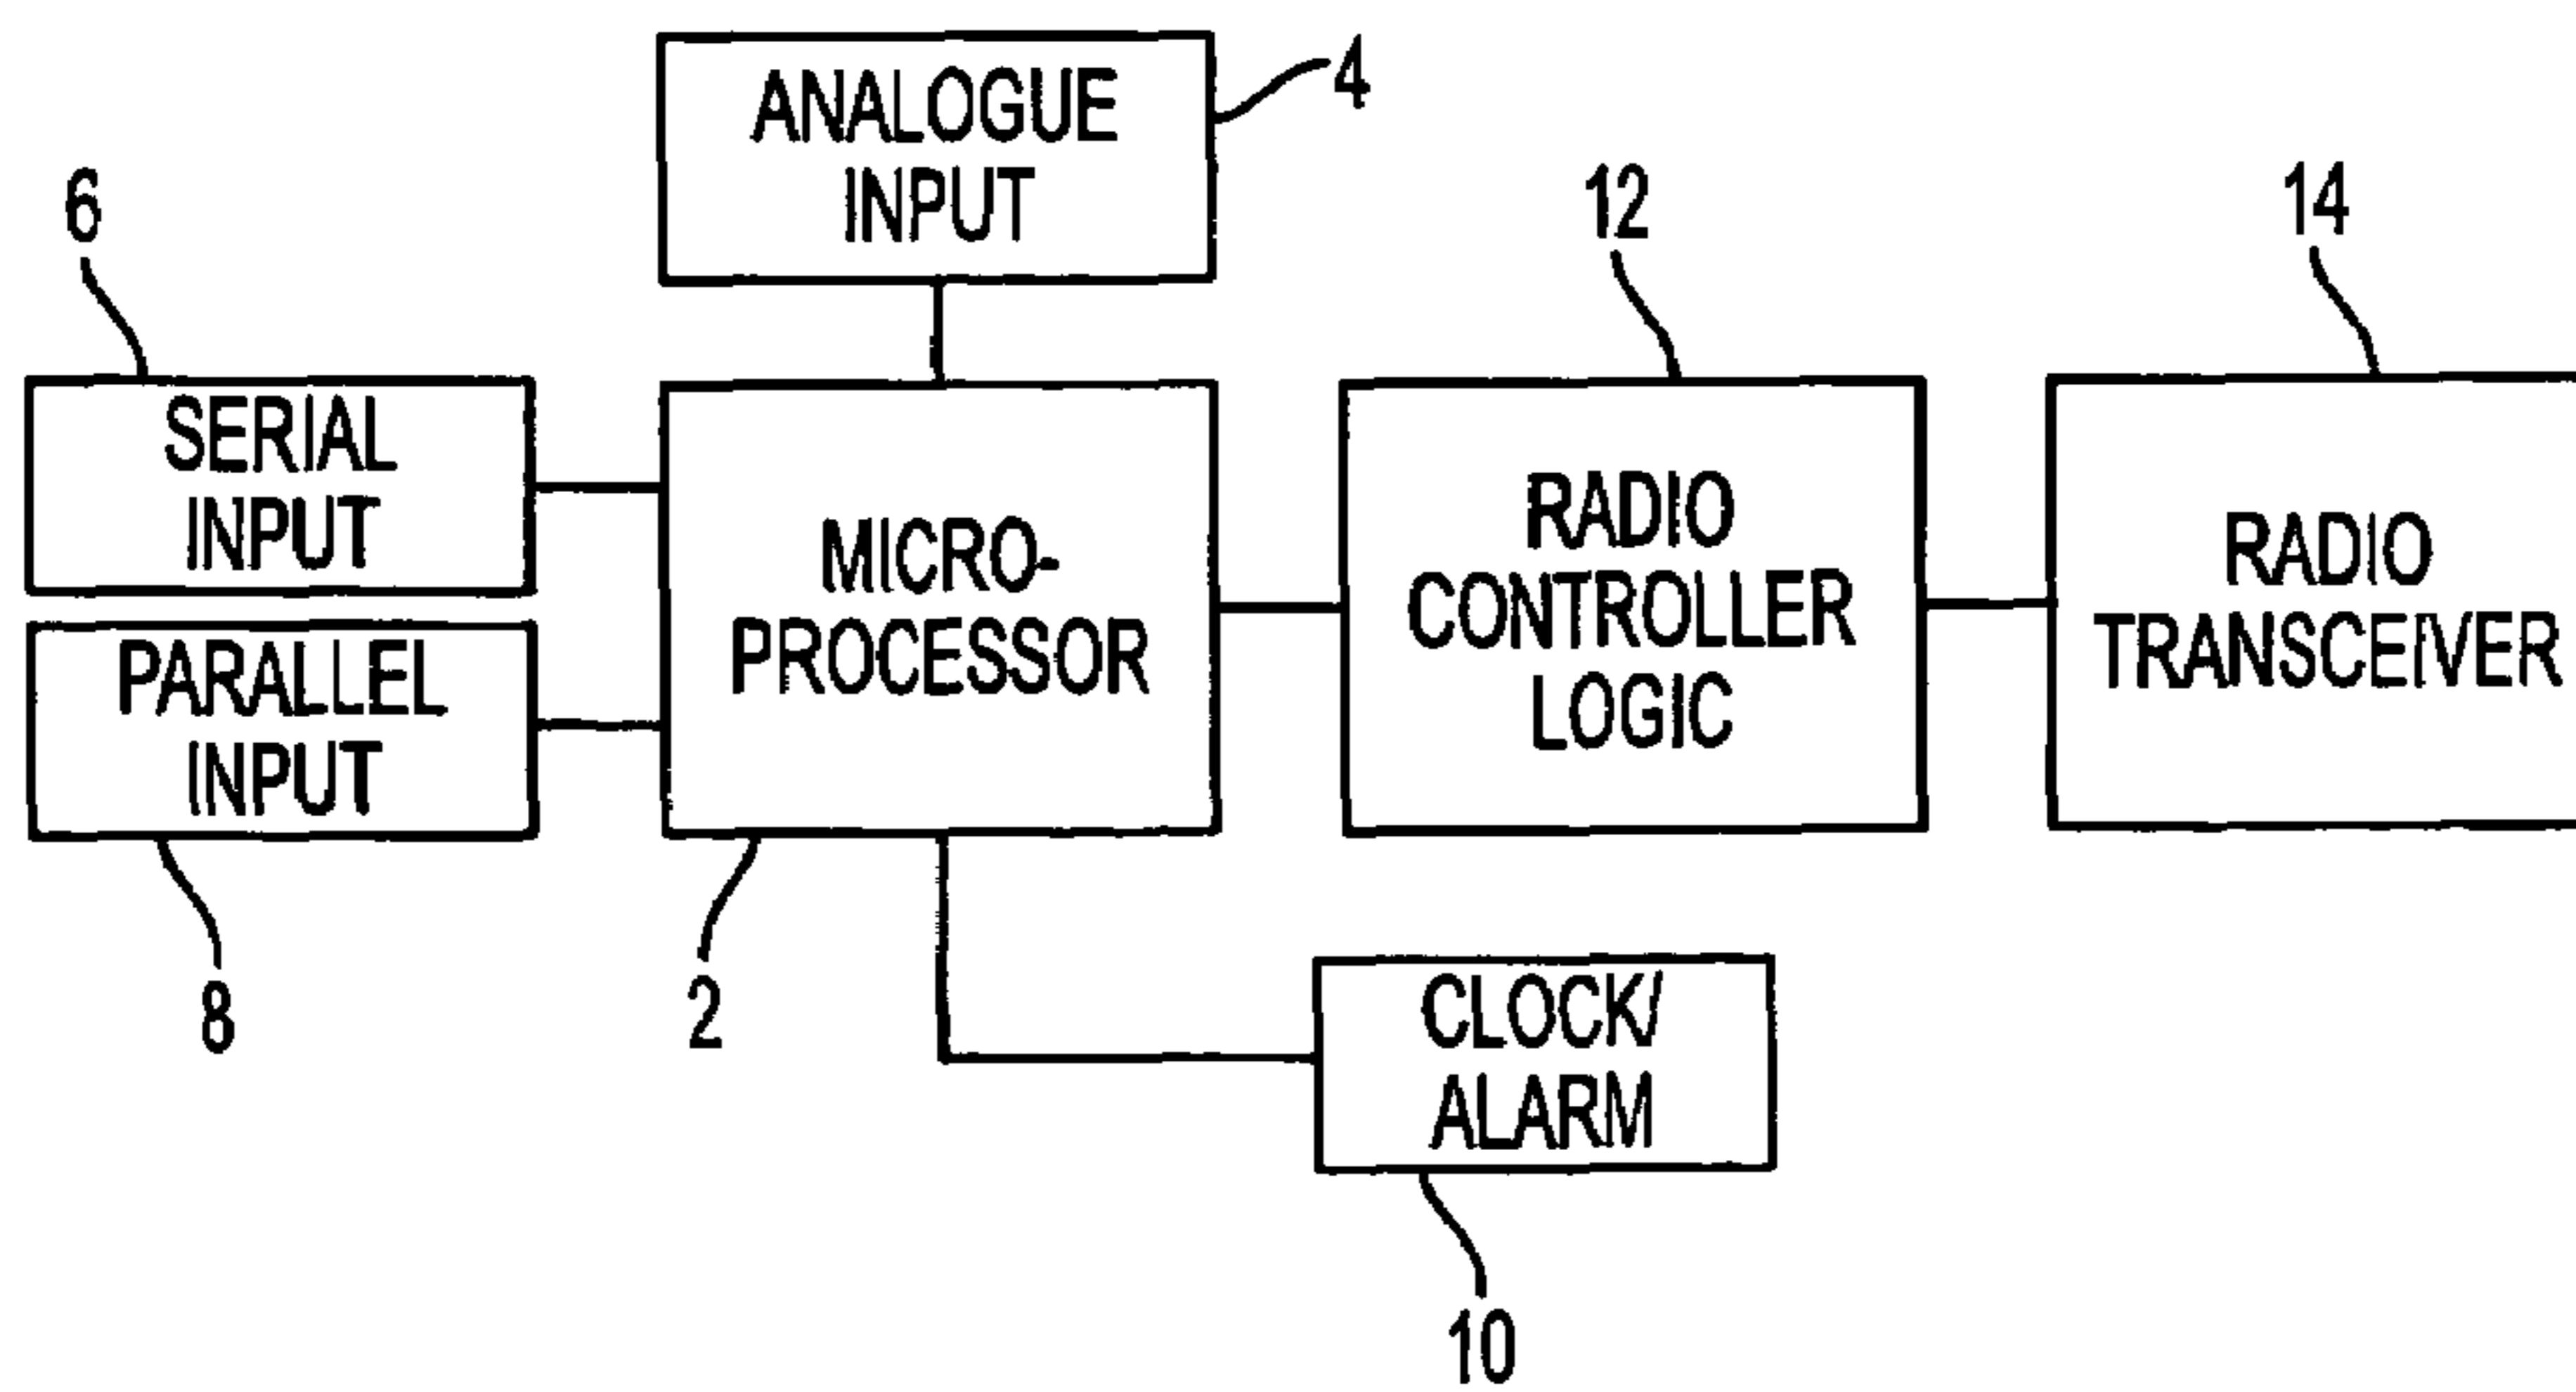 ANALOGUE
INPUT
4
6
SERIAL
INPUT
PARALLEL
INPUT
8
MICRO-
PROCESSOR
2
12
RADIO
CONTROLLER
LOGIC
14
RADIO
TRANSCEIVER
CLOCK/
ALARM
10